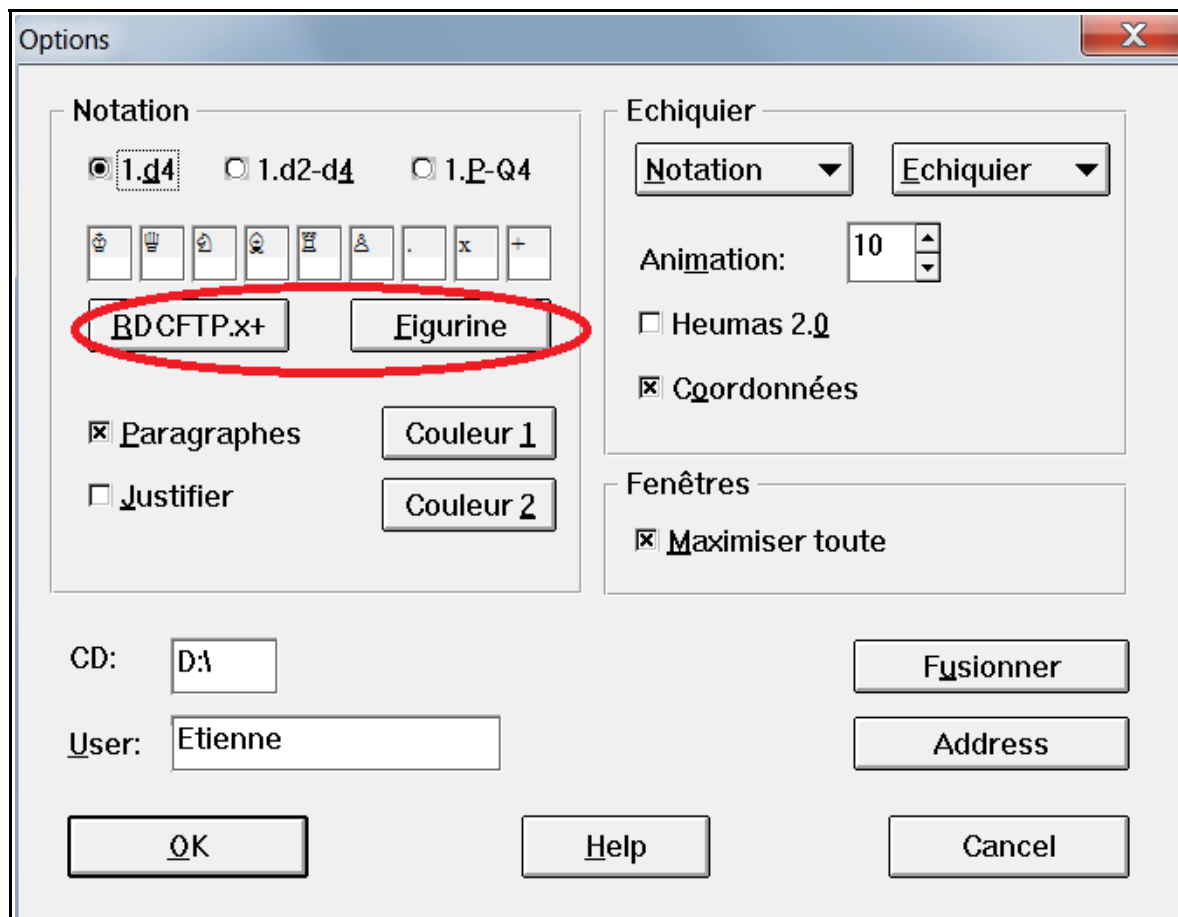 Options
X
Notation
1.d4 1.d2-d4 1.P-Q4
♔ ♕ ♘ ♗ ♖ ♙ . x +
RDCFTP.x+ Figurine
Paragraphes Couleur 1
Justifier Couleur 2
Echiquier
Notation Echiquier
Animation: 10
Heumas 2.0
Coordonnées
Fenêtres
Maximiser toute
CD: D:\
User: Etienne
Fusionner
Address
OK Help Cancel